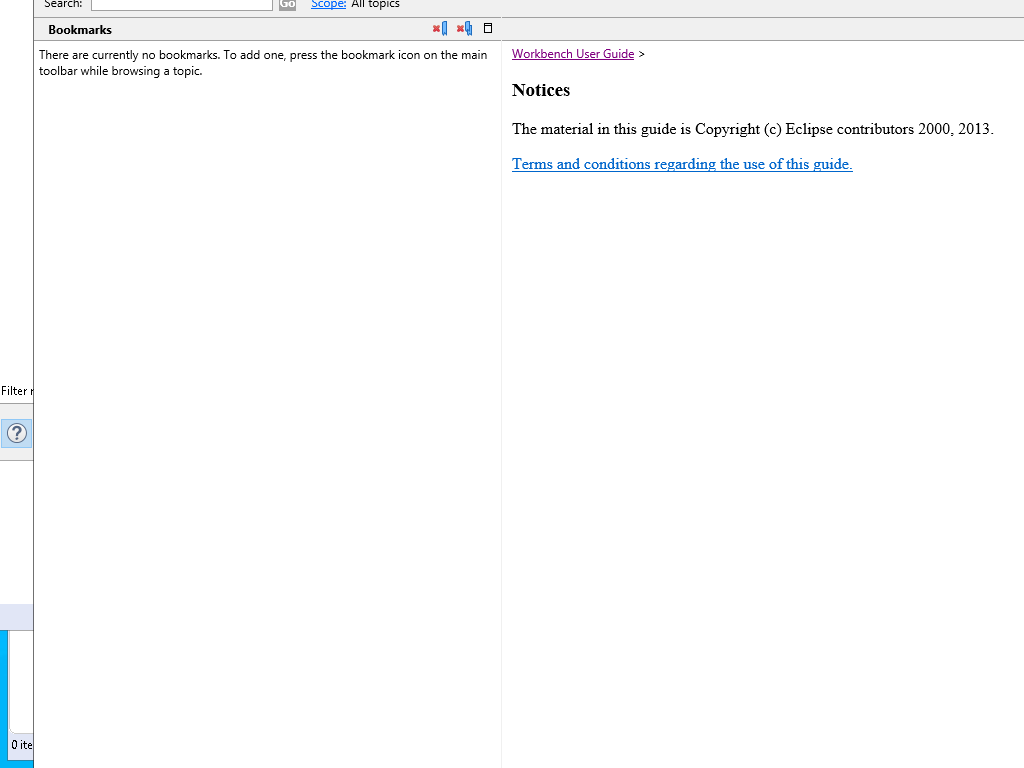 Search:
Go
Scope:
All topics
Bookmarks
There are currently no bookmarks. To add one, press the bookmark icon on the main
toolbar while browsing a topic.
Workbench User Guide >
Notices
The material in this guide is Copyright (c) Eclipse contributors 2000, 2013.
Terms and conditions regarding the use of this guide.
Filter
?
0